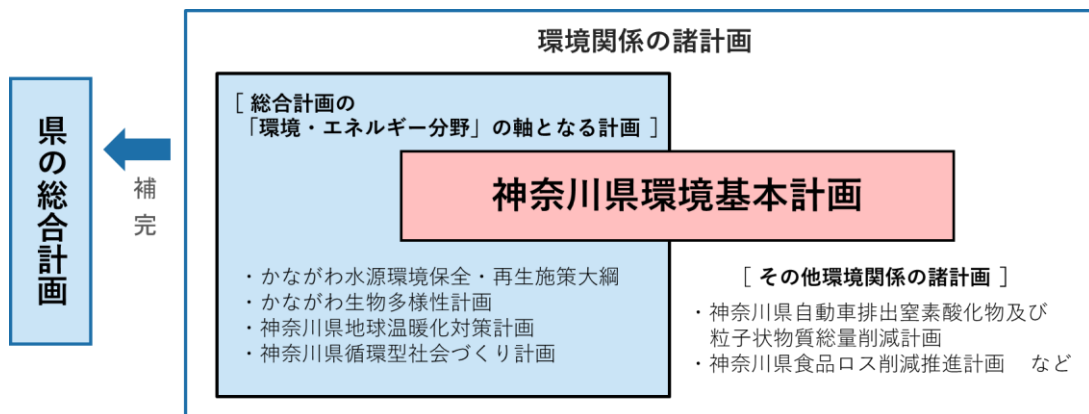 環境関係の諸計画
県の総合計画
補完
[ 総合計画の
「環境・エネルギー分野」の軸となる計画 ]
神奈川県環境基本計画
・かながわ水源環境保全・再生施策大綱
・かながわ生物多様性計画
・神奈川県地球温暖化対策計画
・神奈川県循環型社会づくり計画
[ その他環境関係の諸計画 ]
・神奈川県自動車排出窒素酸化物及び
粒子状物質総量削減計画
・神奈川県食品ロス削減推進計画　など